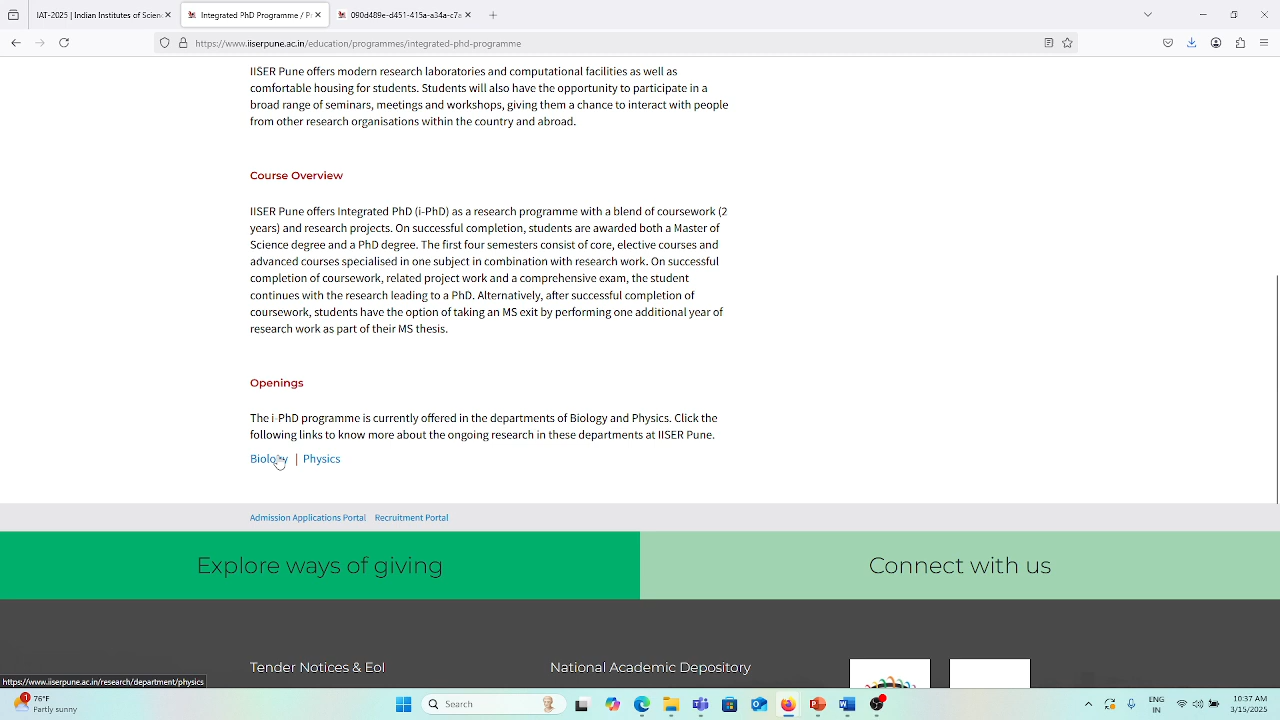 IAT-2025 | Indian Institutes of Scien
Integrated PhD Programme / P
090d489e-d451-415a-a34a-c7a
https://www.iiserpune.ac.in/education/programmes/integrated-phd-programme
IISER Pune offers modern research laboratories and computational facilities as well as
comfortable housing for students. Students will also have the opportunity to participate in a
broad range of seminars, meetings and workshops, giving them a chance to interact with people
from other research organisations within the country and abroad.
Course Overview
IISER Pune offers Integrated PhD (i-PhD) as a research programme with a blend of coursework (2
years) and research projects. On successful completion, students are awarded both a Master of
Science degree and a PhD degree. The first four semesters consist of core, elective courses and
advanced courses specialised in one subject in combination with research work. On successful
completion of coursework, related project work and a comprehensive exam, the student
continues with the research leading to a PhD. Alternatively, after successful completion of
coursework, students have the option of taking an MS exit by performing one additional year of
research work as part of their MS thesis.
Openings
The i-PhD programme is currently offered in the departments of Biology and Physics. Click the
following links to know more about the ongoing research in these departments at IISER Pune.
Biology | Physics
Admission Applications Portal Recruitment Portal
Explore ways of giving
Connect with us
Tender Notices & EoI
National Academic Depository
https://www.iiserpune.ac.in/research/department/physics
1
76°F
Partly sunny
Search
ENG
IN
10:37 AM
3/15/2025